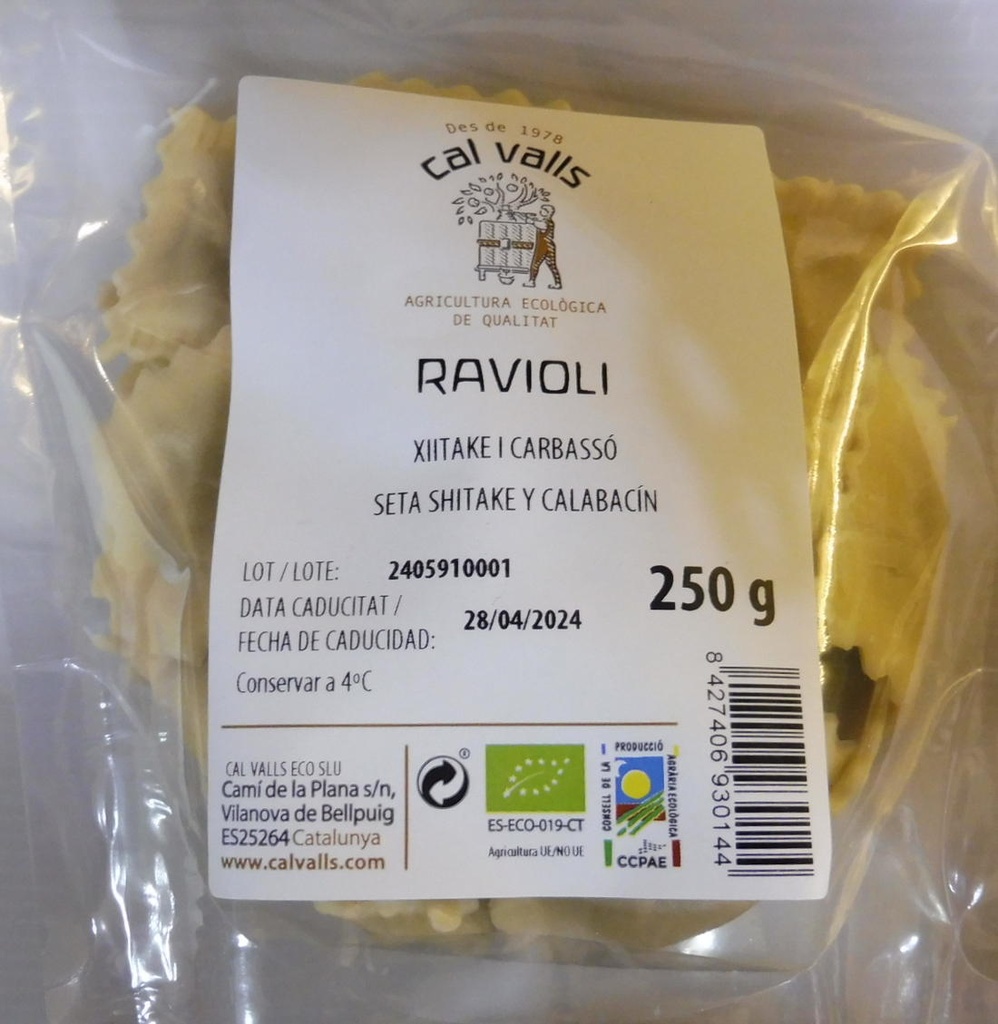 Des de 1978
cal valls
AGRICULTURA ECOLÒGICA
DE QUALITAT
RAVIOLI
XIITAKE I CARBASSÓ
SETA SHITAKE Y CALABACÍN
LOT / LOTE: 2405910001
DATA CADUCITAT /
FECHA DE CADUCIDAD: 28/04/2024
Conservar a 4ºC
250 g
8 427406 930144
CAL VALLS ECO SLU
Camí de la Plana s/n,
Vilanova de Bellpuig
ES25264 Catalunya
www.calvalls.com
®
ES-ECO-019-CT
Agricultura UE/NO UE
CONSELL DE LA
PRODUCCIÓ
AGRÀRIA ECOLÒGICA
CCPAE